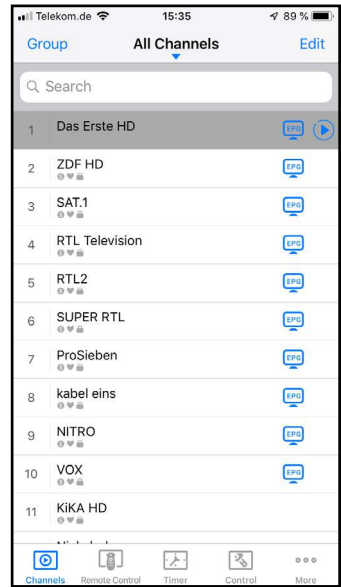 Telekom.de 15:35 89 %
Group All Channels Edit
Search
1 Das Erste HD EPG
2 ZDF HD EPG
3 SAT.1 EPG
4 RTL Television EPG
5 RTL2 EPG
6 SUPER RTL EPG
7 ProSieben EPG
8 kabel eins EPG
9 NITRO EPG
10 VOX EPG
11 KiKA HD
Channels Remote Control Timer Control More